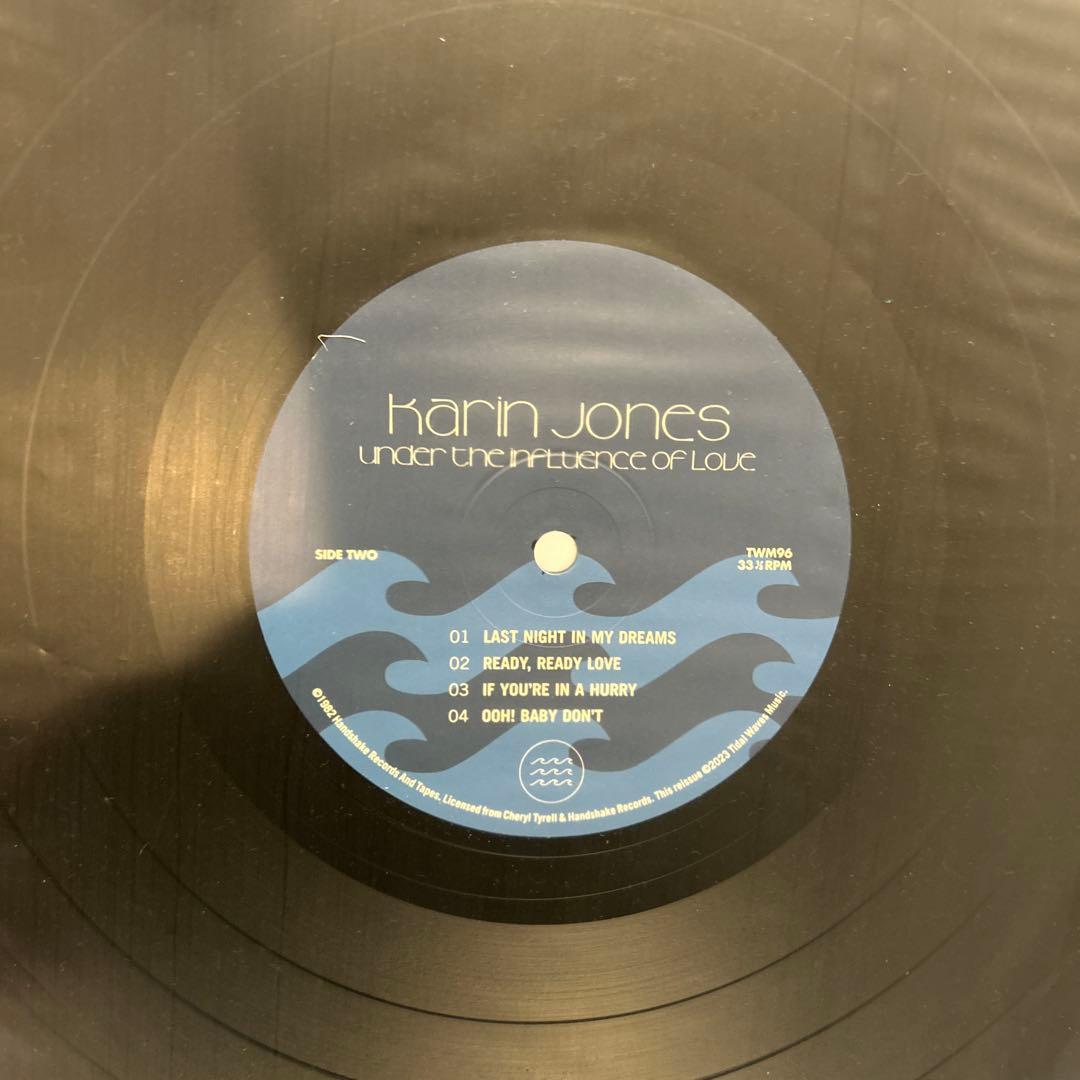 Karin Jones
under the influence of Love
SIDE TWO
TWM96
33⅓ RPM
01 LAST NIGHT IN MY DREAMS
02 READY, READY LOVE
03 IF YOU'RE IN A HURRY
04 OOH! BABY DON'T
©1982 Handshake Records And Tapes. Licensed from Cheryl Tyrell & Handshake Records. This reissue ©2023 Tidal Waves Music.